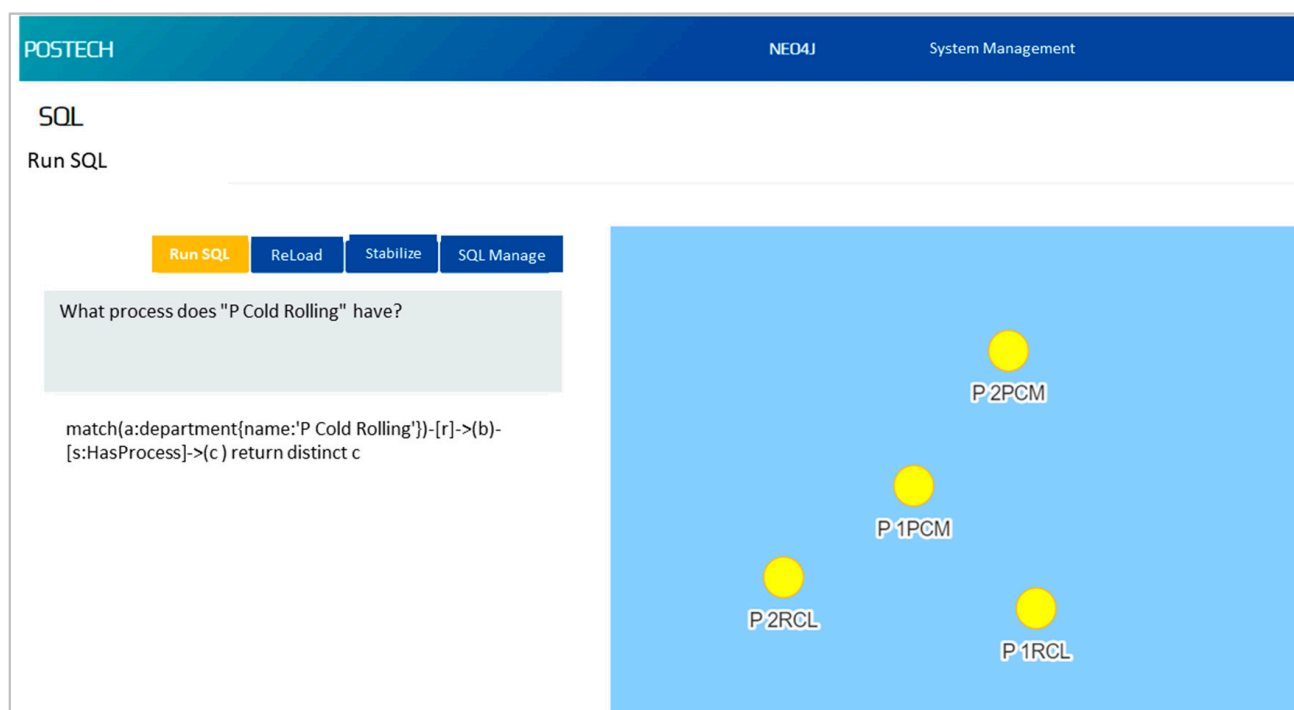 POSTECH
NEO4J
System Management
SQL
Run SQL
Run SQL
ReLoad
Stabilize
SQL Manage
What process does "P Cold Rolling" have?
match(a:department{name:'P Cold Rolling'})-[r]->(b)-
[s:HasProcess]->(c ) return distinct c
P 2PCM
P 1PCM
P 2RCL
P 1RCL